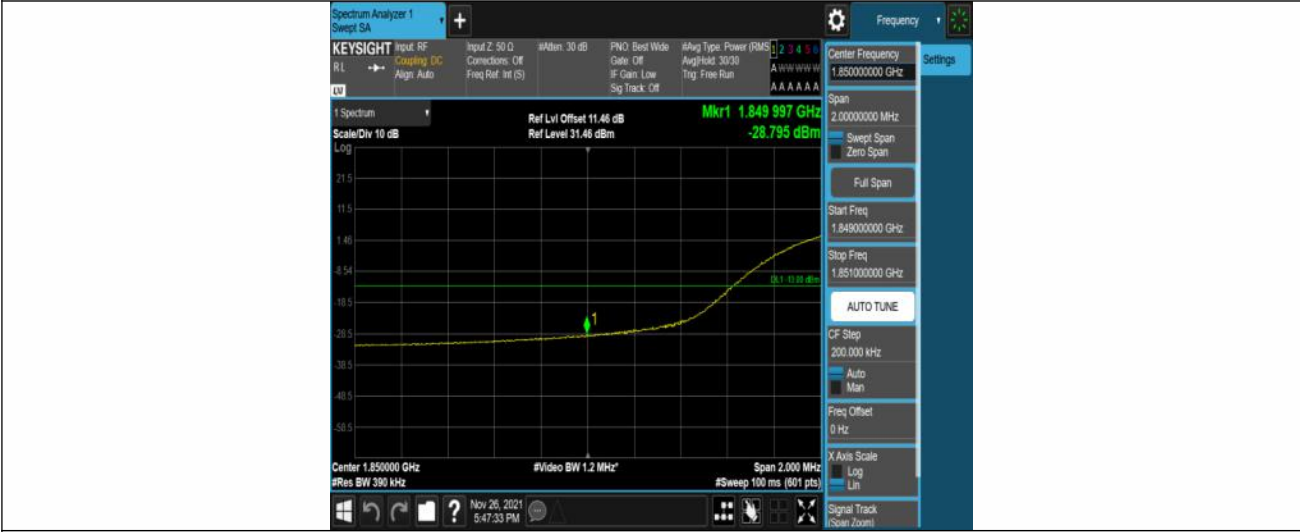 Spectrum Analyzer 1
Swept SA
+
Frequency
KEYSIGHT
RL
LV
Input: RF
Coupling: DC
Align: Auto
Input Z: 50 Ω
Corrections: Off
Freq Ref: Int (S)
#Atten: 30 dB
PNO: Best Wide
Gate: Off
IF Gain: Low
Sig Track: Off
#Avg Type: Power (RMS
Avg|Hold: 30/30
Trig: Free Run
1 2 3 4 5 6
A W W W W W
A A A A A A
Center Frequency
1.850000000 GHz
Settings
Span
2.00000000 MHz
Swept Span
Zero Span
Full Span
Start Freq
1.849000000 GHz
Stop Freq
1.851000000 GHz
AUTO TUNE
CF Step
200.000 kHz
Auto
Man
Freq Offset
0 Hz
X Axis Scale
Log
Lin
Signal Track
(Span Zoom)
1 Spectrum
Scale/Div 10 dB
Ref Lvl Offset 11.46 dB
Ref Level 31.46 dBm
Mkr1 1.849 997 GHz
-28.795 dBm
Log
21.5
11.5
1.46
-8.54
DL1 -13.00 dBm
-18.5
1
-28.5
-38.5
-48.5
-58.5
Center 1.850000 GHz
#Video BW 1.2 MHz*
Span 2.000 MHz
#Res BW 390 kHz
#Sweep 100 ms (601 pts)
?
Nov 26, 2021
5:47:33 PM